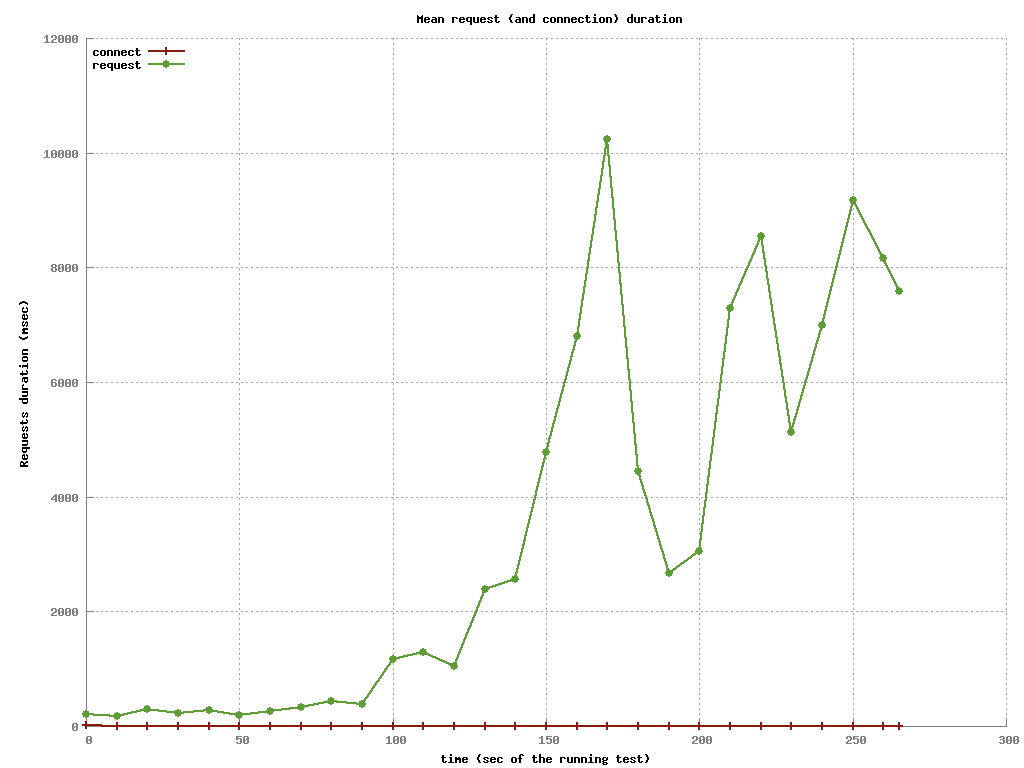 Mean request (and connection) duration
12000
10000
8000
6000
4000
2000
0
connect
request
Requests duration (msec)
0 50 100 150 200 250 300
time (sec of the running test)